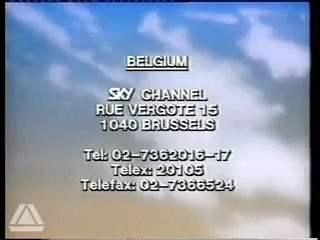 BELGIUM
SKY CHANNEL
RUE VERGOTE 15
1040 BRUSSELS
Tel: 02-7362016-17
Telex: 20105
Telefax: 02-7366524